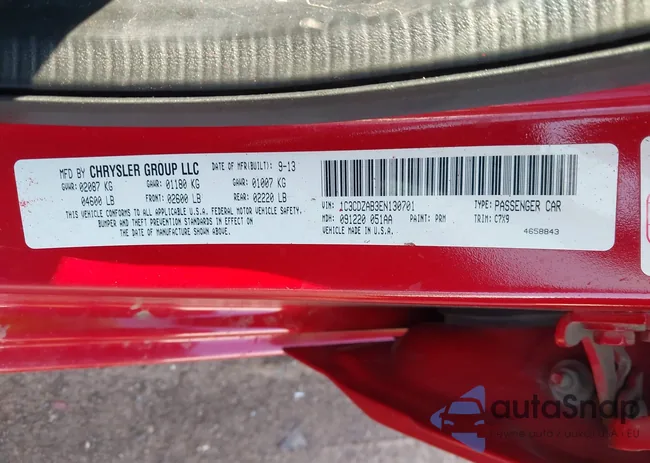 MFD BY CHRYSLER GROUP LLC DATE OF MFR(BUILT): 9-13
GVWR: 02087 KG GAWR: 01180 KG GAWR: 01007 KG
04600 LB FRONT: 02600 LB REAR: 02220 LB
THIS VEHICLE CONFORMS TO ALL APPLICABLE U.S.A. FEDERAL MOTOR VEHICLE SAFETY,
BUMPER AND THEFT PREVENTION STANDARDS IN EFFECT ON
THE DATE OF MANUFACTURE SHOWN ABOVE.
VIN: 1C3CDZAB3EN130701 TYPE: PASSENGER CAR
MDH: 091220 051AA PAINT: PRM TRIM: C7X9
VEHICLE MADE IN U.S.A. 4658843
autoSnap